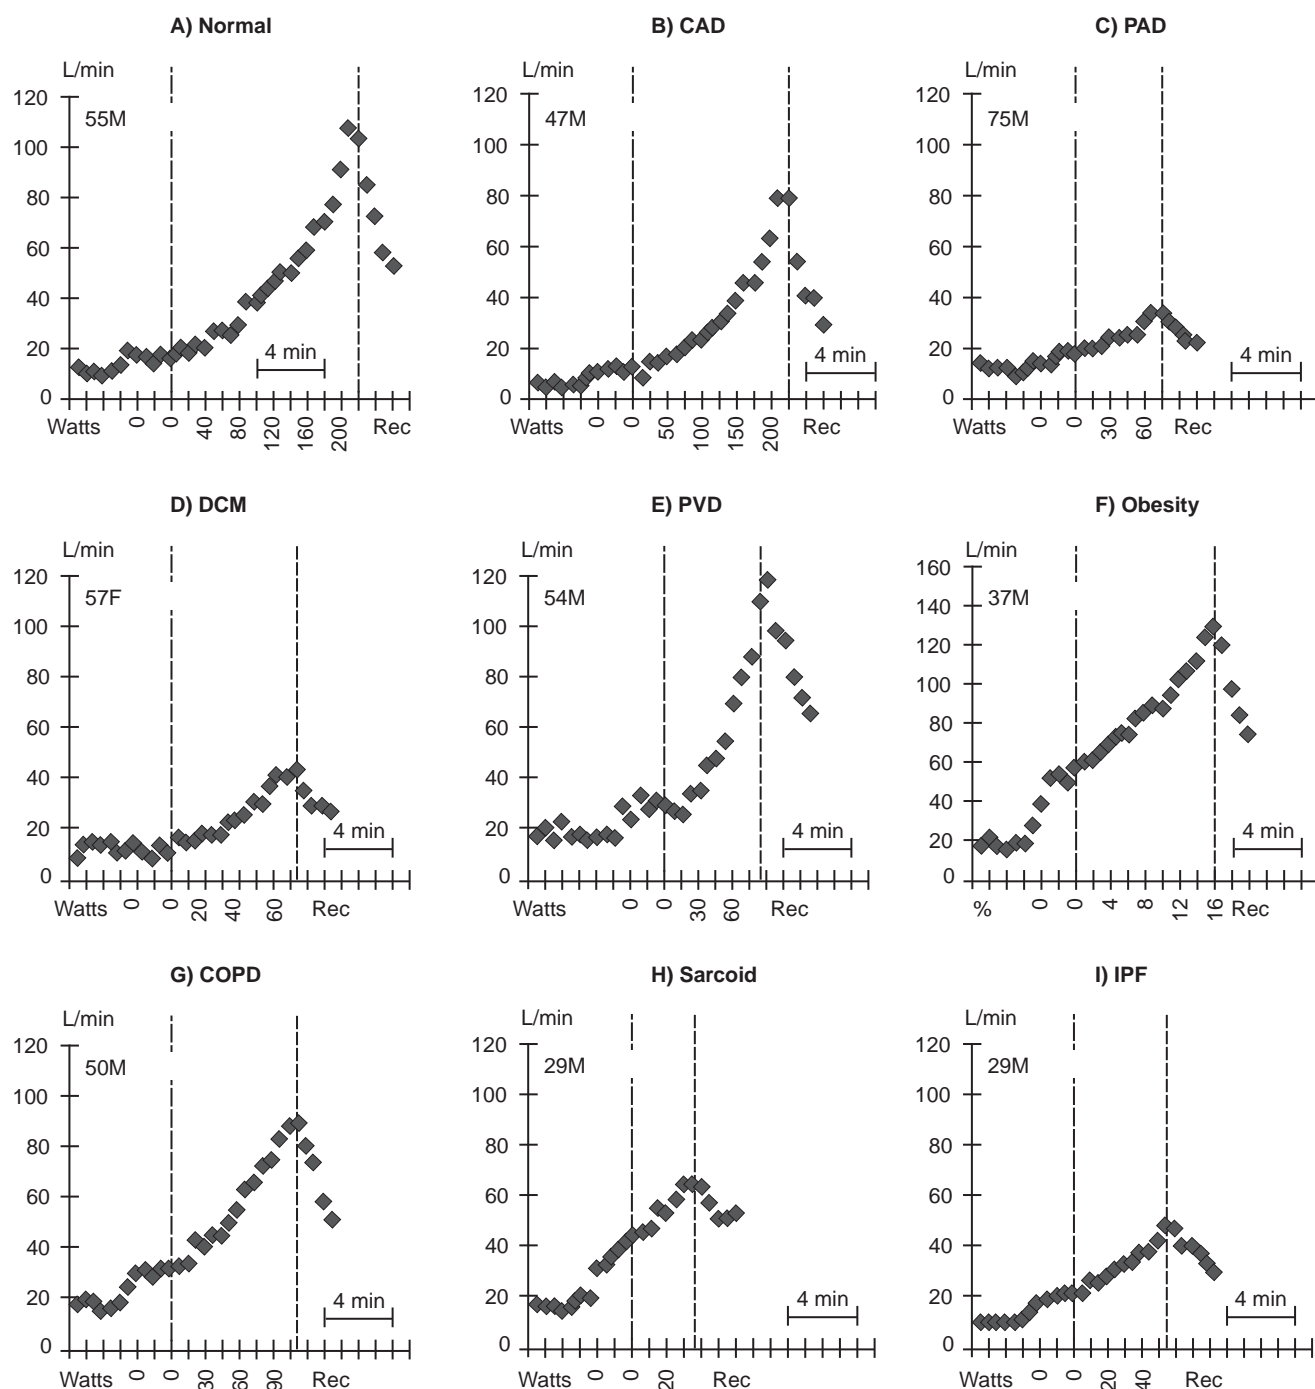 A) Normal
L/min
120
100
80
60
40
20
0
55M
4 min
Watts 0 0 40 80 120 160 200 Rec
B) CAD
L/min
120
100
80
60
40
20
0
47M
4 min
Watts 0 0 50 100 150 200 Rec
C) PAD
L/min
120
100
80
60
40
20
0
75M
4 min
Watts 0 0 30 60 Rec
D) DCM
L/min
120
100
80
60
40
20
0
57F
4 min
Watts 0 0 20 40 60 Rec
E) PVD
L/min
120
100
80
60
40
20
0
54M
4 min
Watts 0 0 30 60 Rec
F) Obesity
L/min
160
140
120
100
80
60
40
20
0
37M
4 min
% 0 0 4 8 12 16 Rec
G) COPD
L/min
120
100
80
60
40
20
0
50M
4 min
Watts 0 0 30 60 90 Rec
H) Sarcoid
L/min
120
100
80
60
40
20
0
29M
4 min
Watts 0 0 20 Rec
I) IPF
L/min
120
100
80
60
40
20
0
29M
4 min
Watts 0 0 20 40 Rec